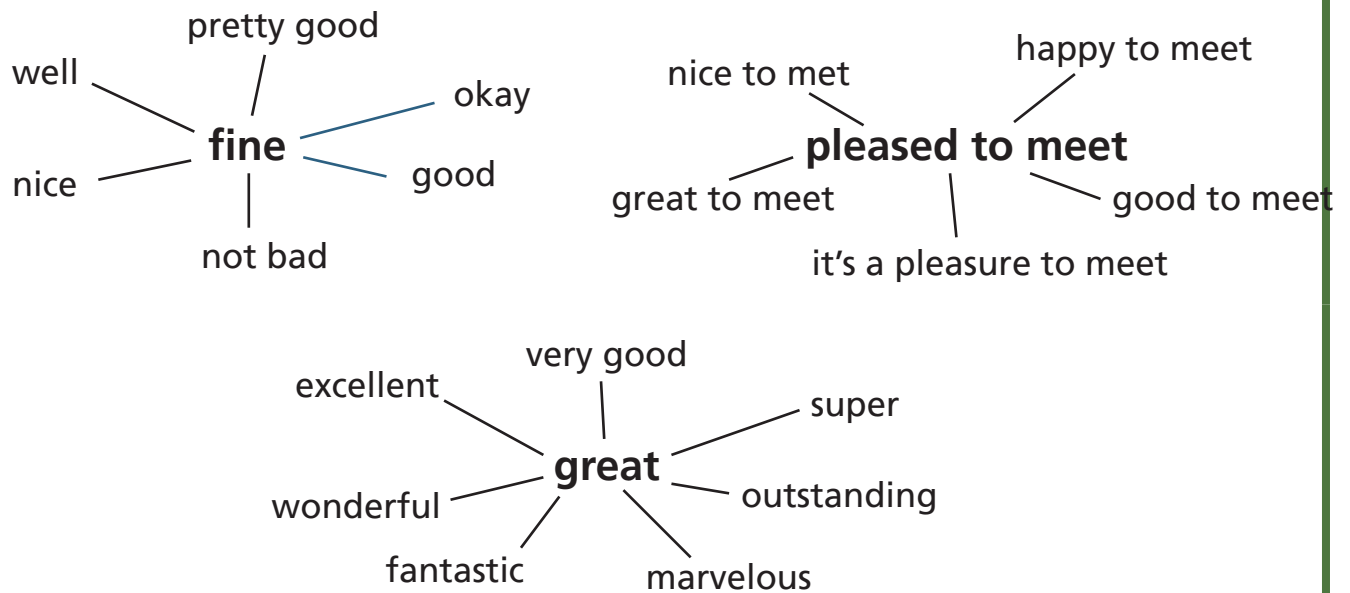 pretty good
well
okay
fine
good
nice
not bad
nice to met
happy to meet
pleased to meet
great to meet
good to meet
it's a pleasure to meet
very good
excellent
super
great
wonderful
outstanding
fantastic
marvelous